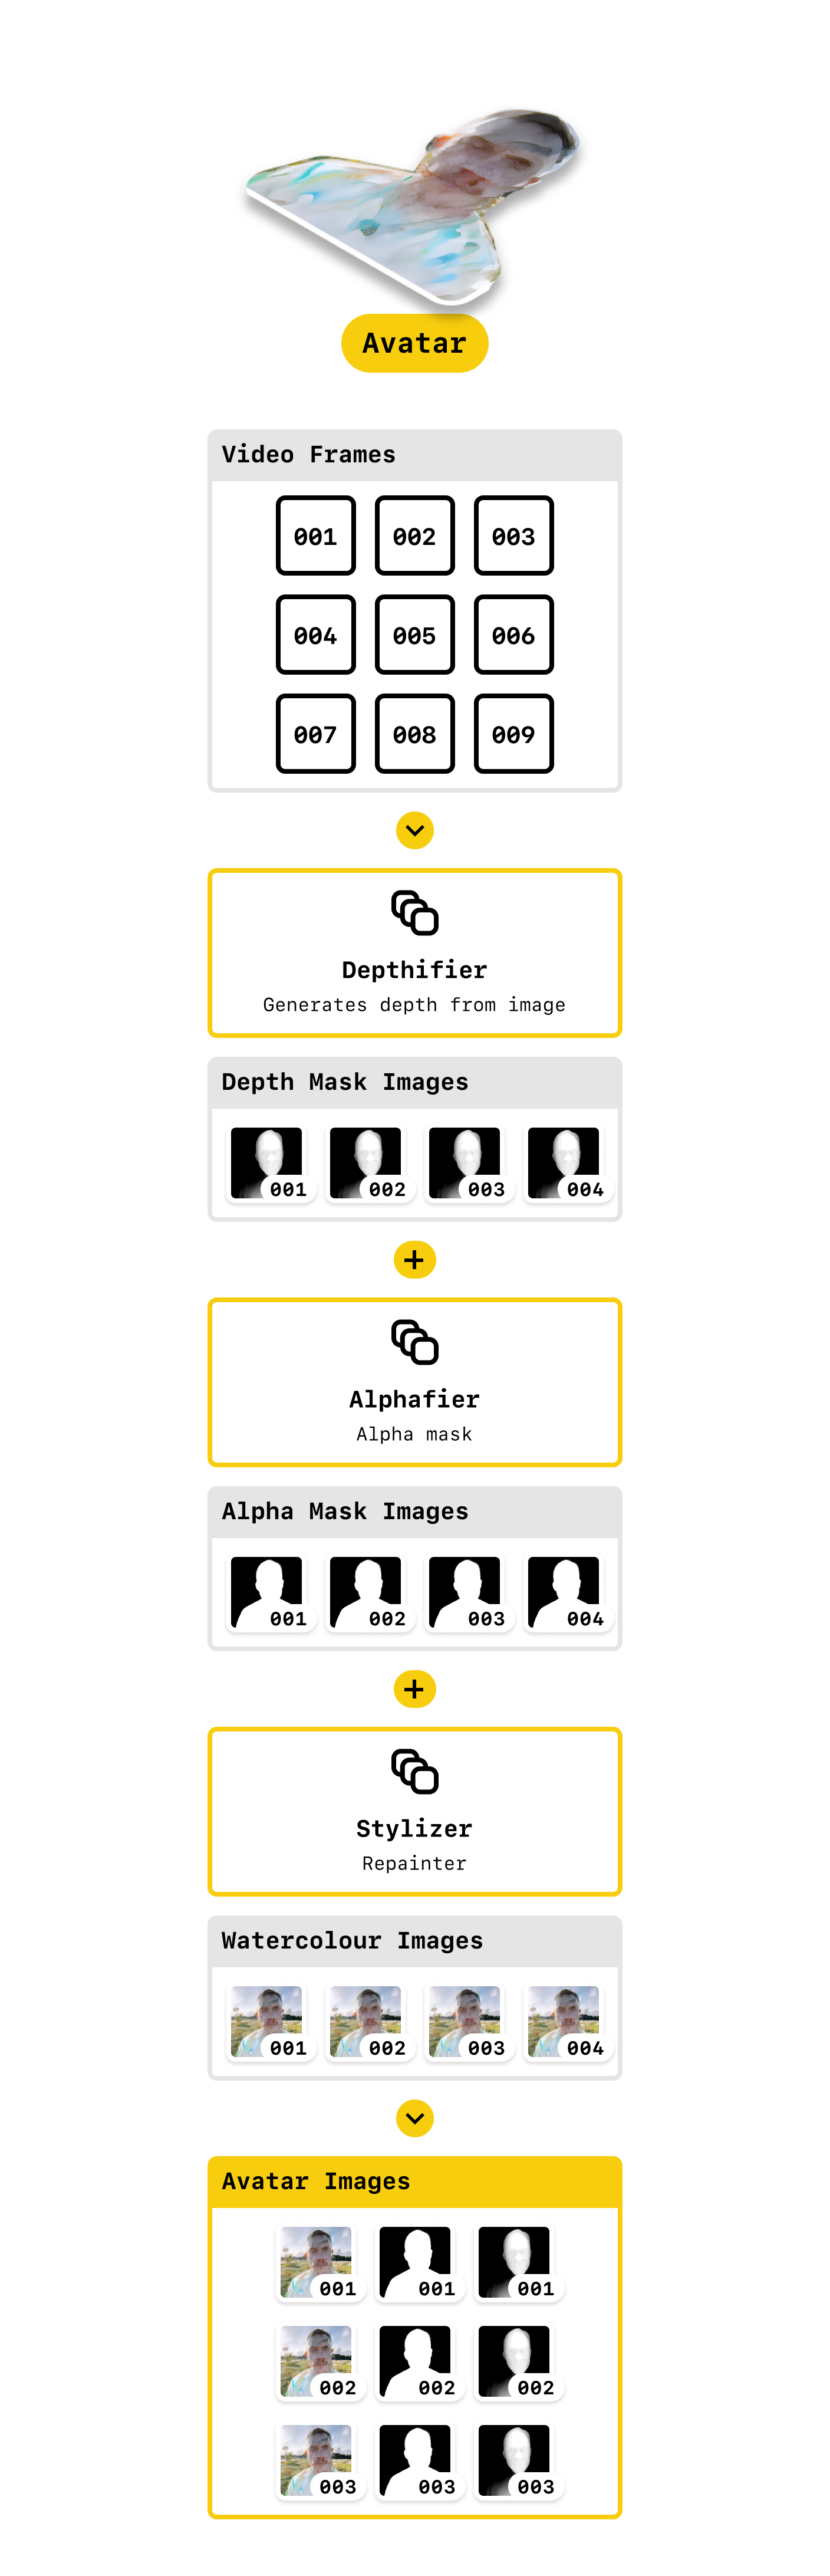 Avatar
Video Frames
001 002 003
004 005 006
007 008 009
Depthifier
Generates depth from image
Depth Mask Images
001 002 003 004
Alphafier
Alpha mask
Alpha Mask Images
001 002 003 004
Stylizer
Repainter
Watercolour Images
001 002 003 004
Avatar Images
001 001 001
002 002 002
003 003 003